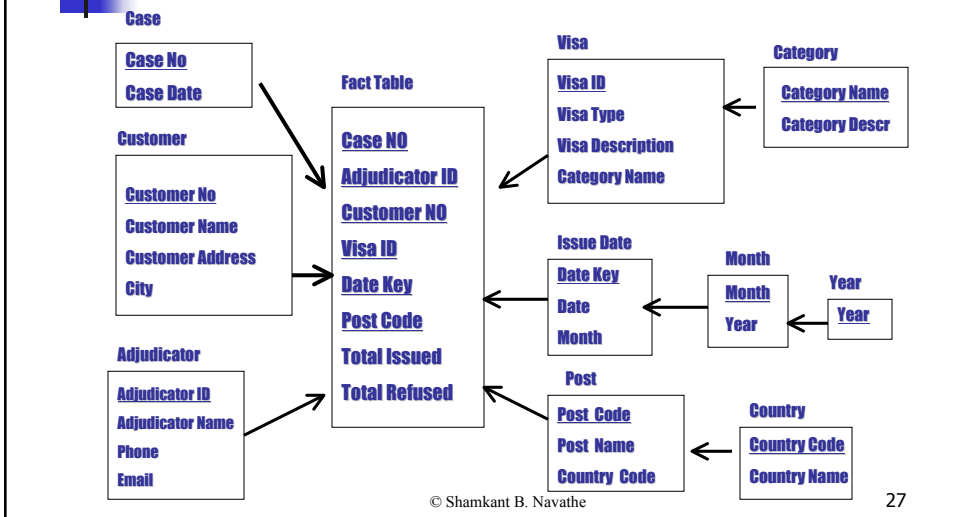 Case
Case No
Case Date
Customer
Customer No
Customer Name
Customer Address
City
Adjudicator
Adjudicator ID
Adjudicator Name
Phone
Email
Fact Table
Case NO
Adjudicator ID
Customer NO
Visa ID
Date Key
Post Code
Total Issued
Total Refused
Visa
Visa ID
Visa Type
Visa Description
Category Name
Category
Category Name
Category Descr
Issue Date
Date Key
Date
Month
Month
Month
Year
Year
Year
Post
Post Code
Post Name
Country Code
Country
Country Code
Country Name
© Shamkant B. Navathe
27